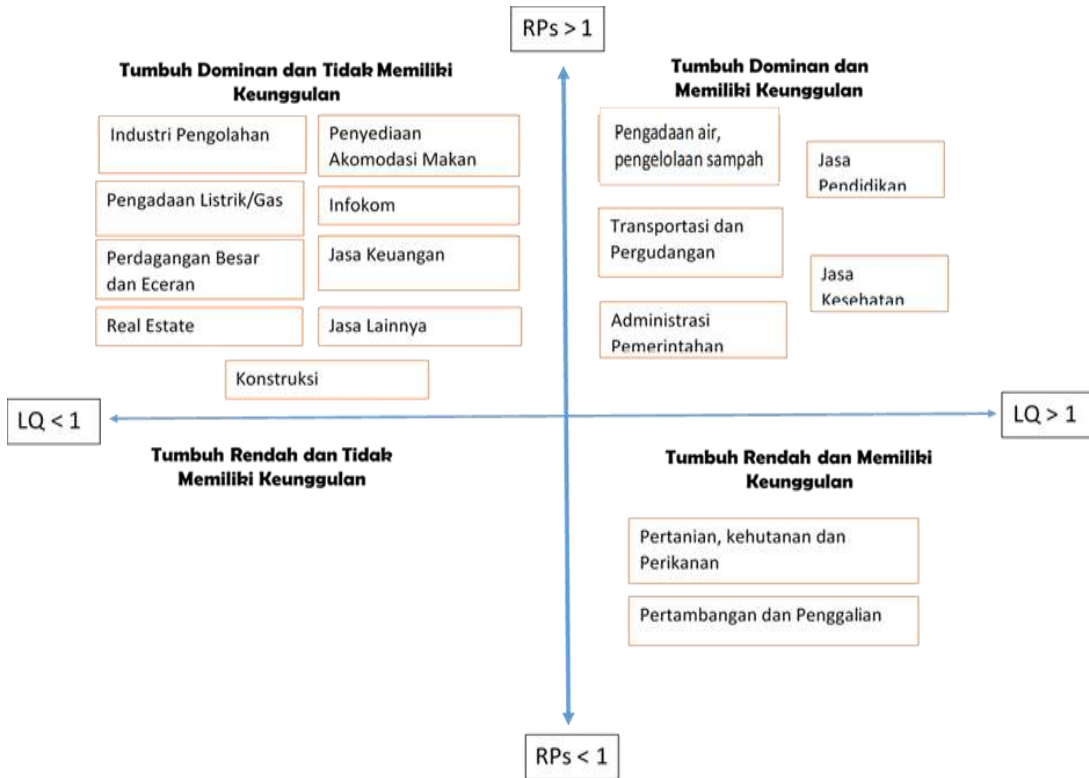 RPs > 1
Tumbuh Dominan dan Tidak Memiliki
Keunggulan
Industri Pengolahan
Penyediaan
Akomodasi Makan
Pengadaan Listrik/Gas
Infokom
Perdagangan Besar
dan Eceran
Jasa Keuangan
Real Estate
Jasa Lainnya
Konstruksi
Tumbuh Dominan dan
Memiliki Keunggulan
Pengadaan air,
pengelolaan sampah
Jasa
Pendidikan
Transportasi dan
Pergudangan
Jasa
Kesehatan
Administrasi
Pemerintahan
LQ < 1
LQ > 1
Tumbuh Rendah dan Tidak
Memiliki Keunggulan
Tumbuh Rendah dan Memiliki
Keunggulan
Pertanian, kehutanan dan
Perikanan
Pertambangan dan Penggalian
RPs < 1